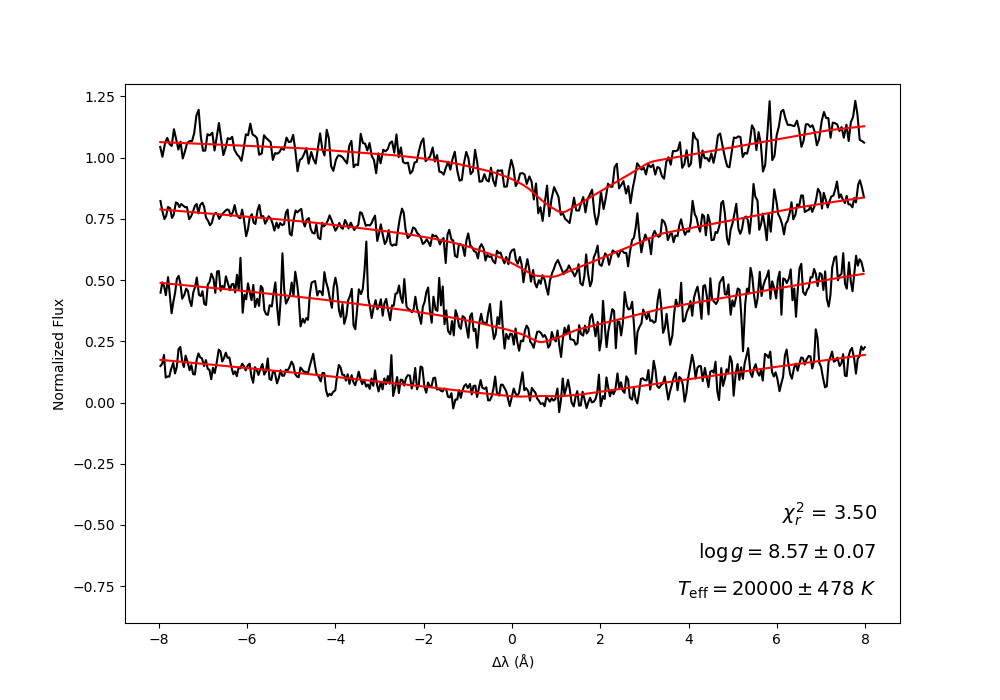 Normalized Flux
1.25
1.00
0.75
0.50
0.25
0.00
−0.25
−0.50
−0.75
χ²ᵣ = 3.50
log g = 8.57 ± 0.07
T_eff = 20000 ± 478 K
−8 −6 −4 −2 0 2 4 6 8
Δλ (Å)